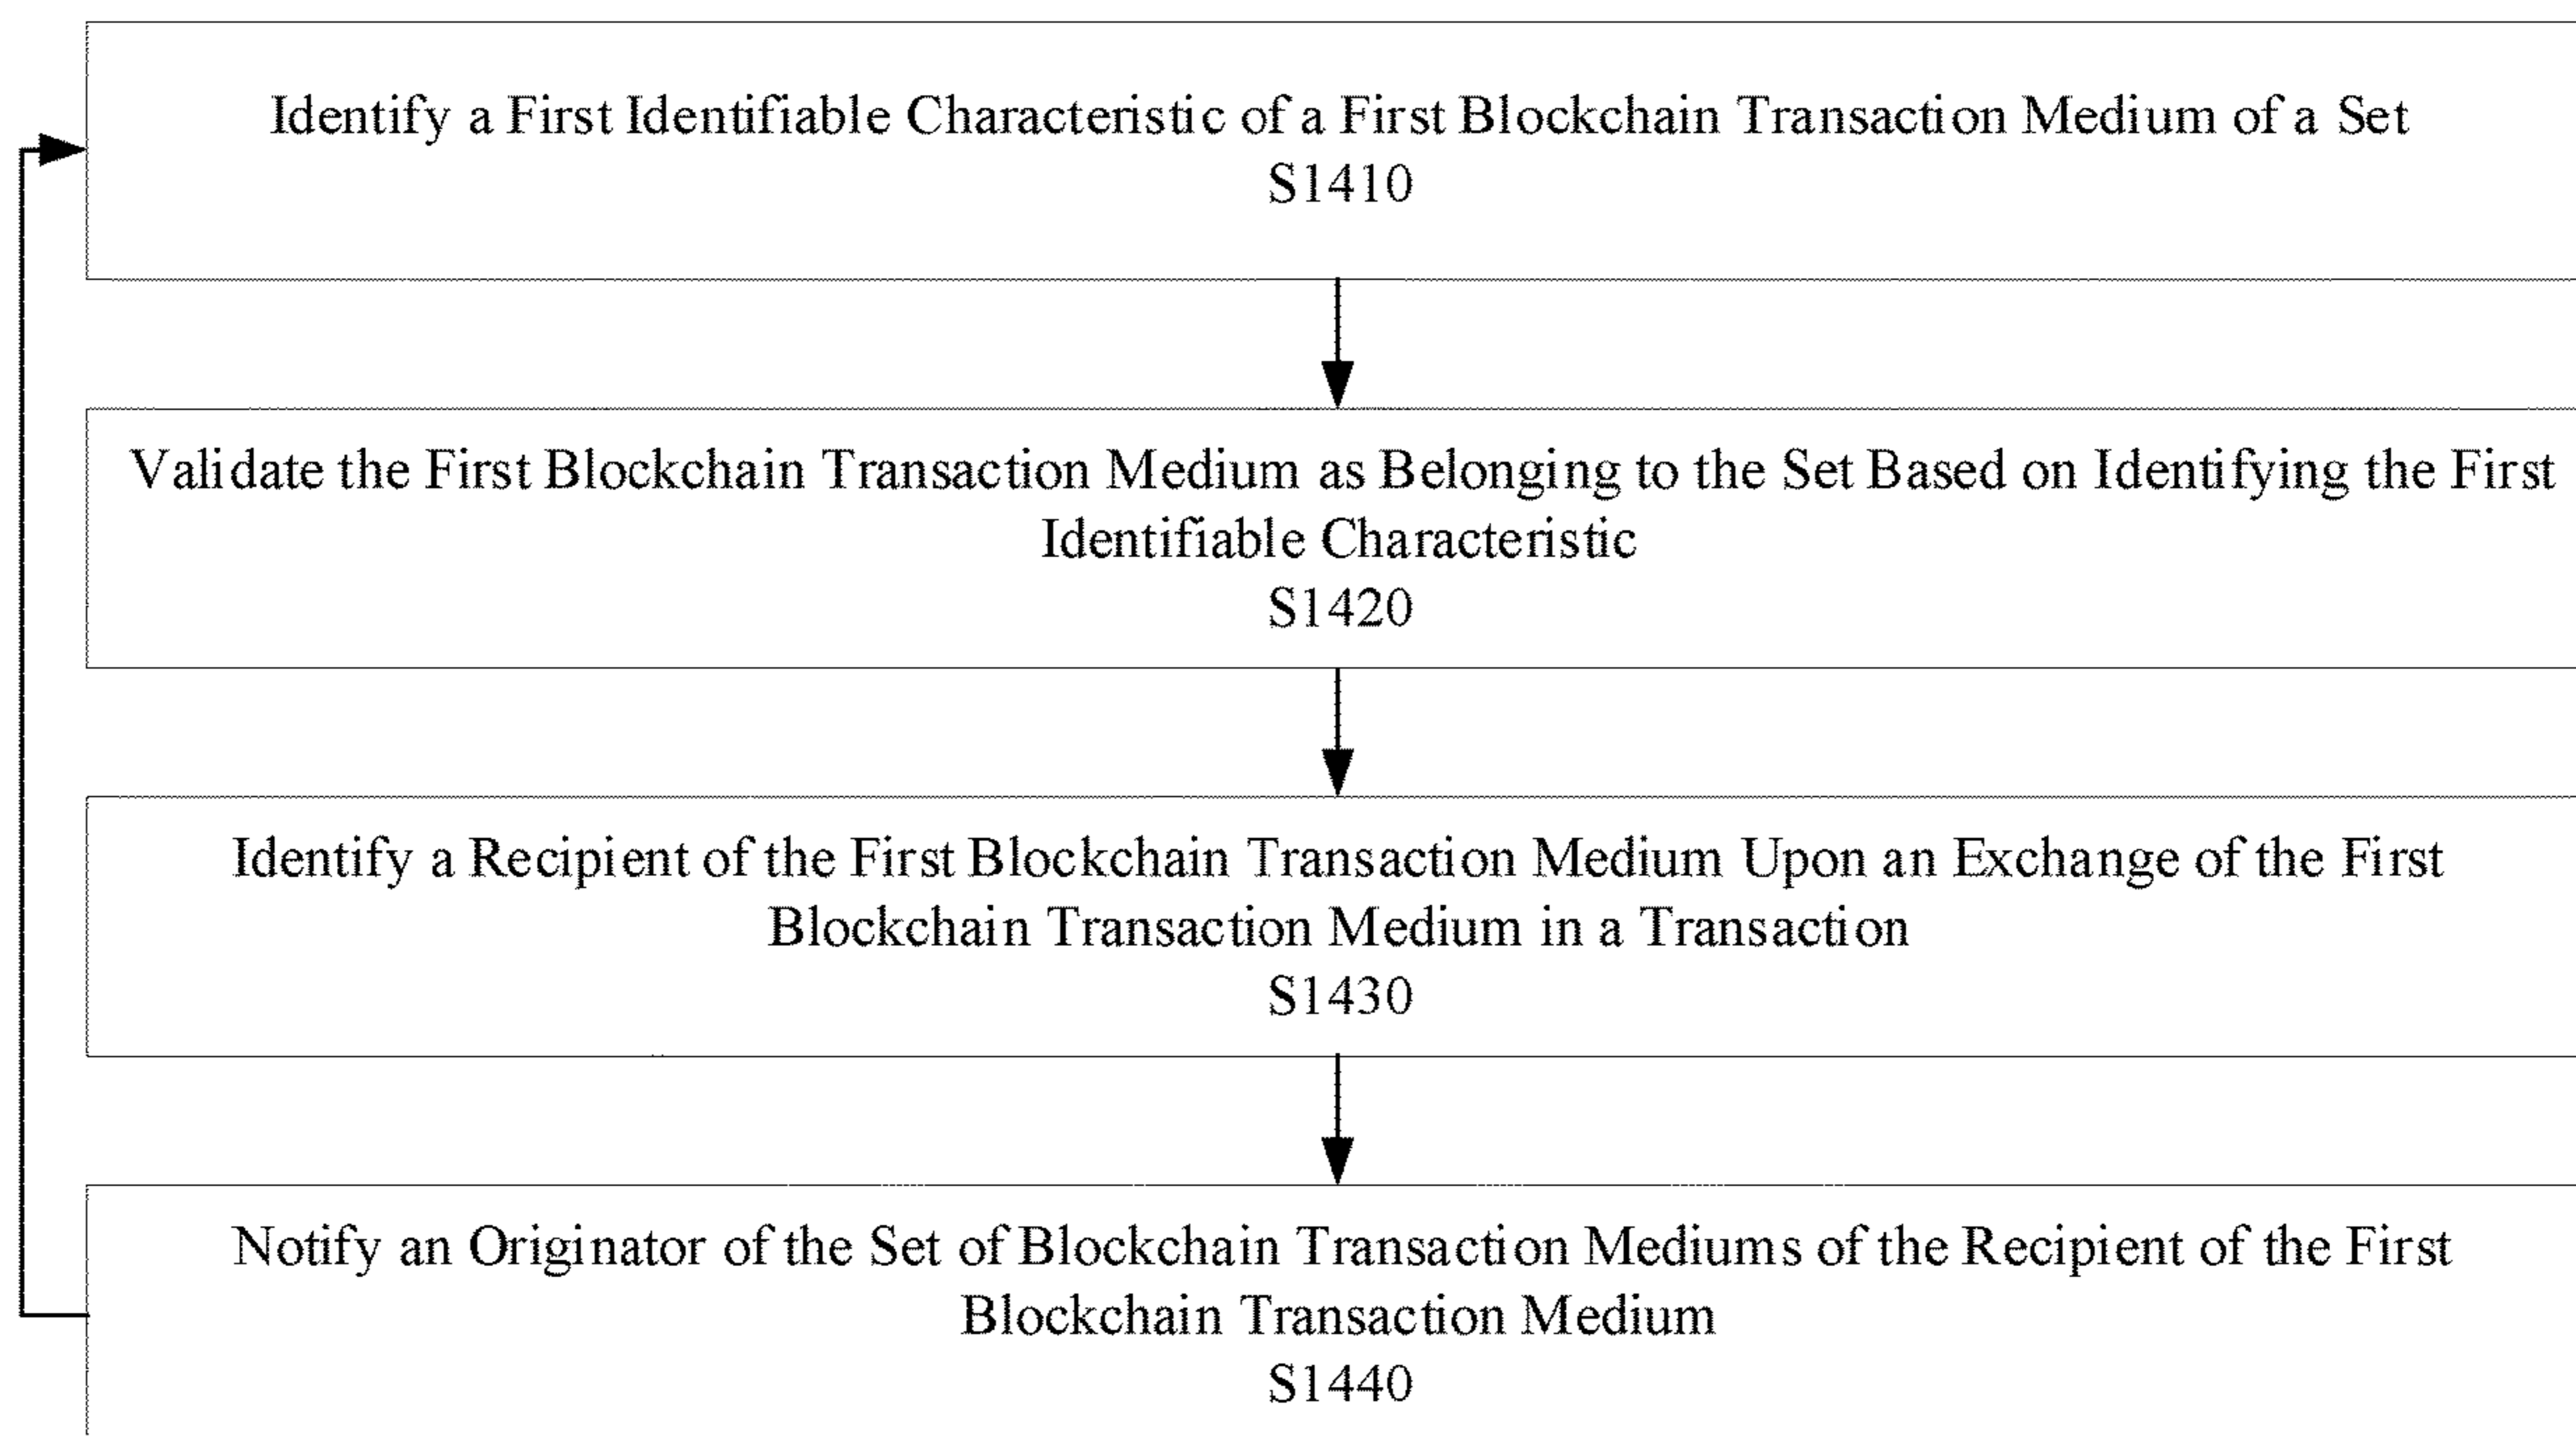 Identify a First Identifiable Characteristic of a First Blockchain Transaction Medium of a Set
S1410
Validate the First Blockchain Transaction Medium as Belonging to the Set Based on Identifying the First
Identifiable Characteristic
S1420
Identify a Recipient of the First Blockchain Transaction Medium Upon an Exchange of the First
Blockchain Transaction Medium in a Transaction
S1430
Notify an Originator of the Set of Blockchain Transaction Mediums of the Recipient of the First
Blockchain Transaction Medium
S1440